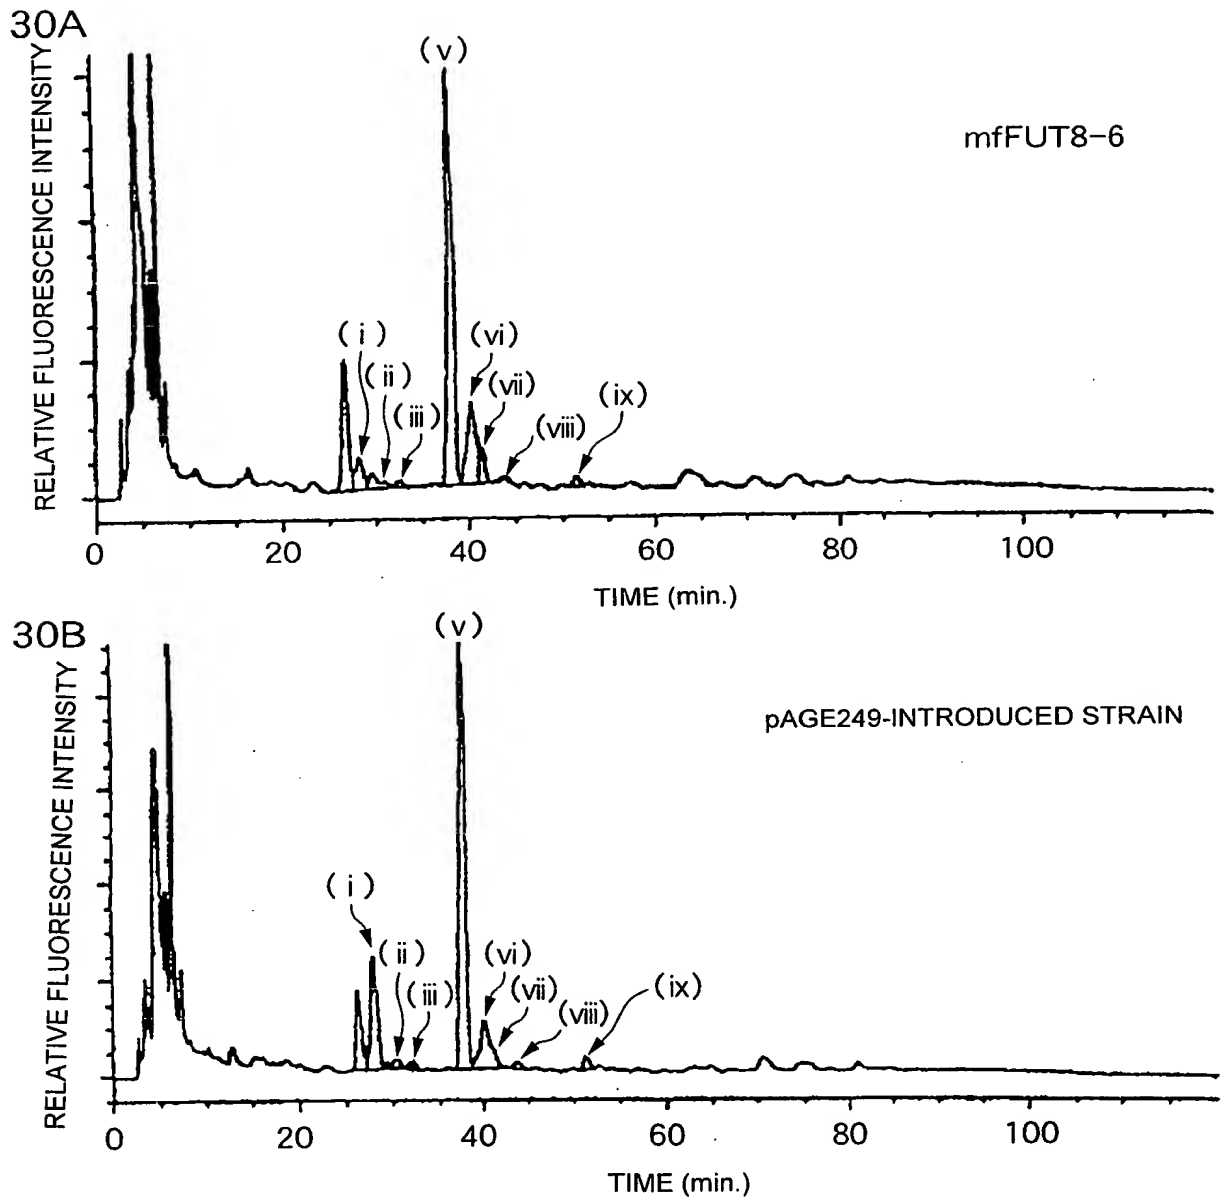 30A
RELATIVE FLUORESCENCE INTENSITY
mfFUT8-6
(v)
(i)
(ii)
(iii)
(vi)
(vii)
(viii)
(ix)
0 20 40 60 80 100
TIME (min.)
30B
RELATIVE FLUORESCENCE INTENSITY
pAGE249-INTRODUCED STRAIN
(v)
(i)
(ii)
(iii)
(vi)
(vii)
(viii)
(ix)
0 20 40 60 80 100
TIME (min.)